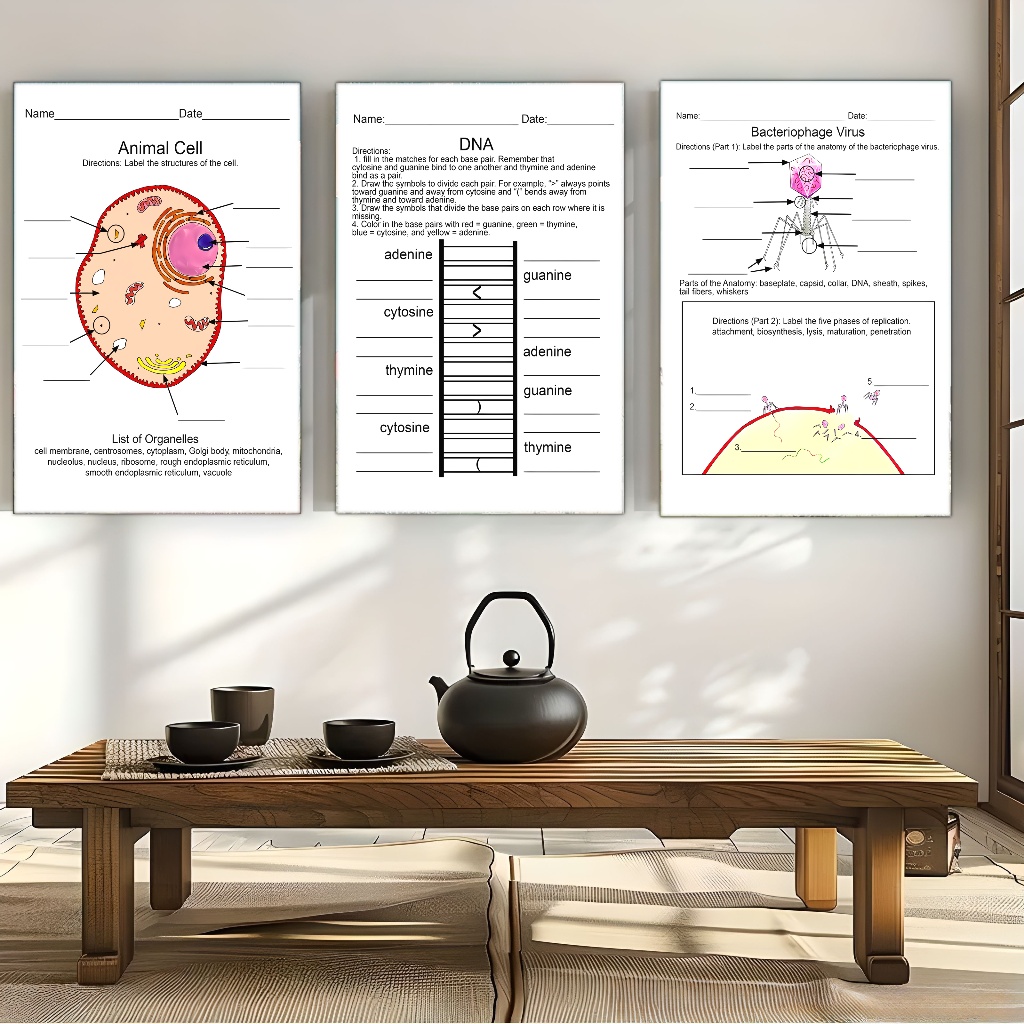 Name____________________Date______________
Animal Cell
Directions: Label the structures of the cell.
List of Organelles
cell membrane, centrosomes, cytoplasm, Golgi body, mitochondria,
nucleolus, nucleus, ribosome, rough endoplasmic reticulum,
smooth endoplasmic reticulum, vacuole
Name:______________________ Date:___________
DNA
Directions:
1. fill in the matches for each base pair. Remember that
cytosine and guanine bind to one another and thymine and adenine
bind as a pair.
2. Draw the symbols to divide each pair. For example, ">" always points
toward guanine and away from cytosine and "(" bends away from
thymine and toward adenine.
3. Draw the symbols that divide the base pairs on each row where it is
missing.
4. Color in the base pairs with red = guanine, green = thymine,
blue = cytosine, and yellow = adenine.
adenine
guanine
cytosine
adenine
thymine
guanine
cytosine
thymine
Name:______________________ Date:______________
Bacteriophage Virus
Directions (Part 1): Label the parts of the anatomy of the bacteriophage virus.
Parts of the Anatomy: baseplate, capsid, collar, DNA, sheath, spikes,
tail fibers, whiskers
Directions (Part 2): Label the five phases of replication.
attachment, biosynthesis, lysis, maturation, penetration
5.
1.
2.
4.
3.